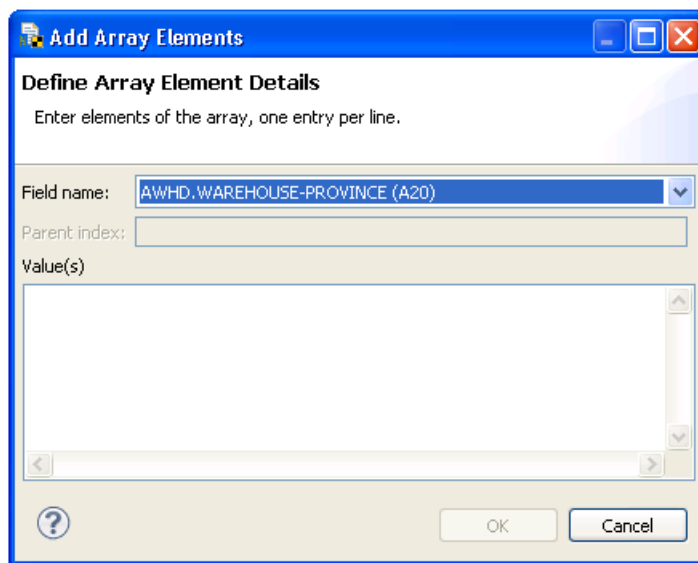 Add Array Elements
Define Array Element Details
Enter elements of the array, one entry per line.
Field name: AWHD.WAREHOUSE-PROVINCE (A20)
Parent index:
Value(s)
? OK Cancel